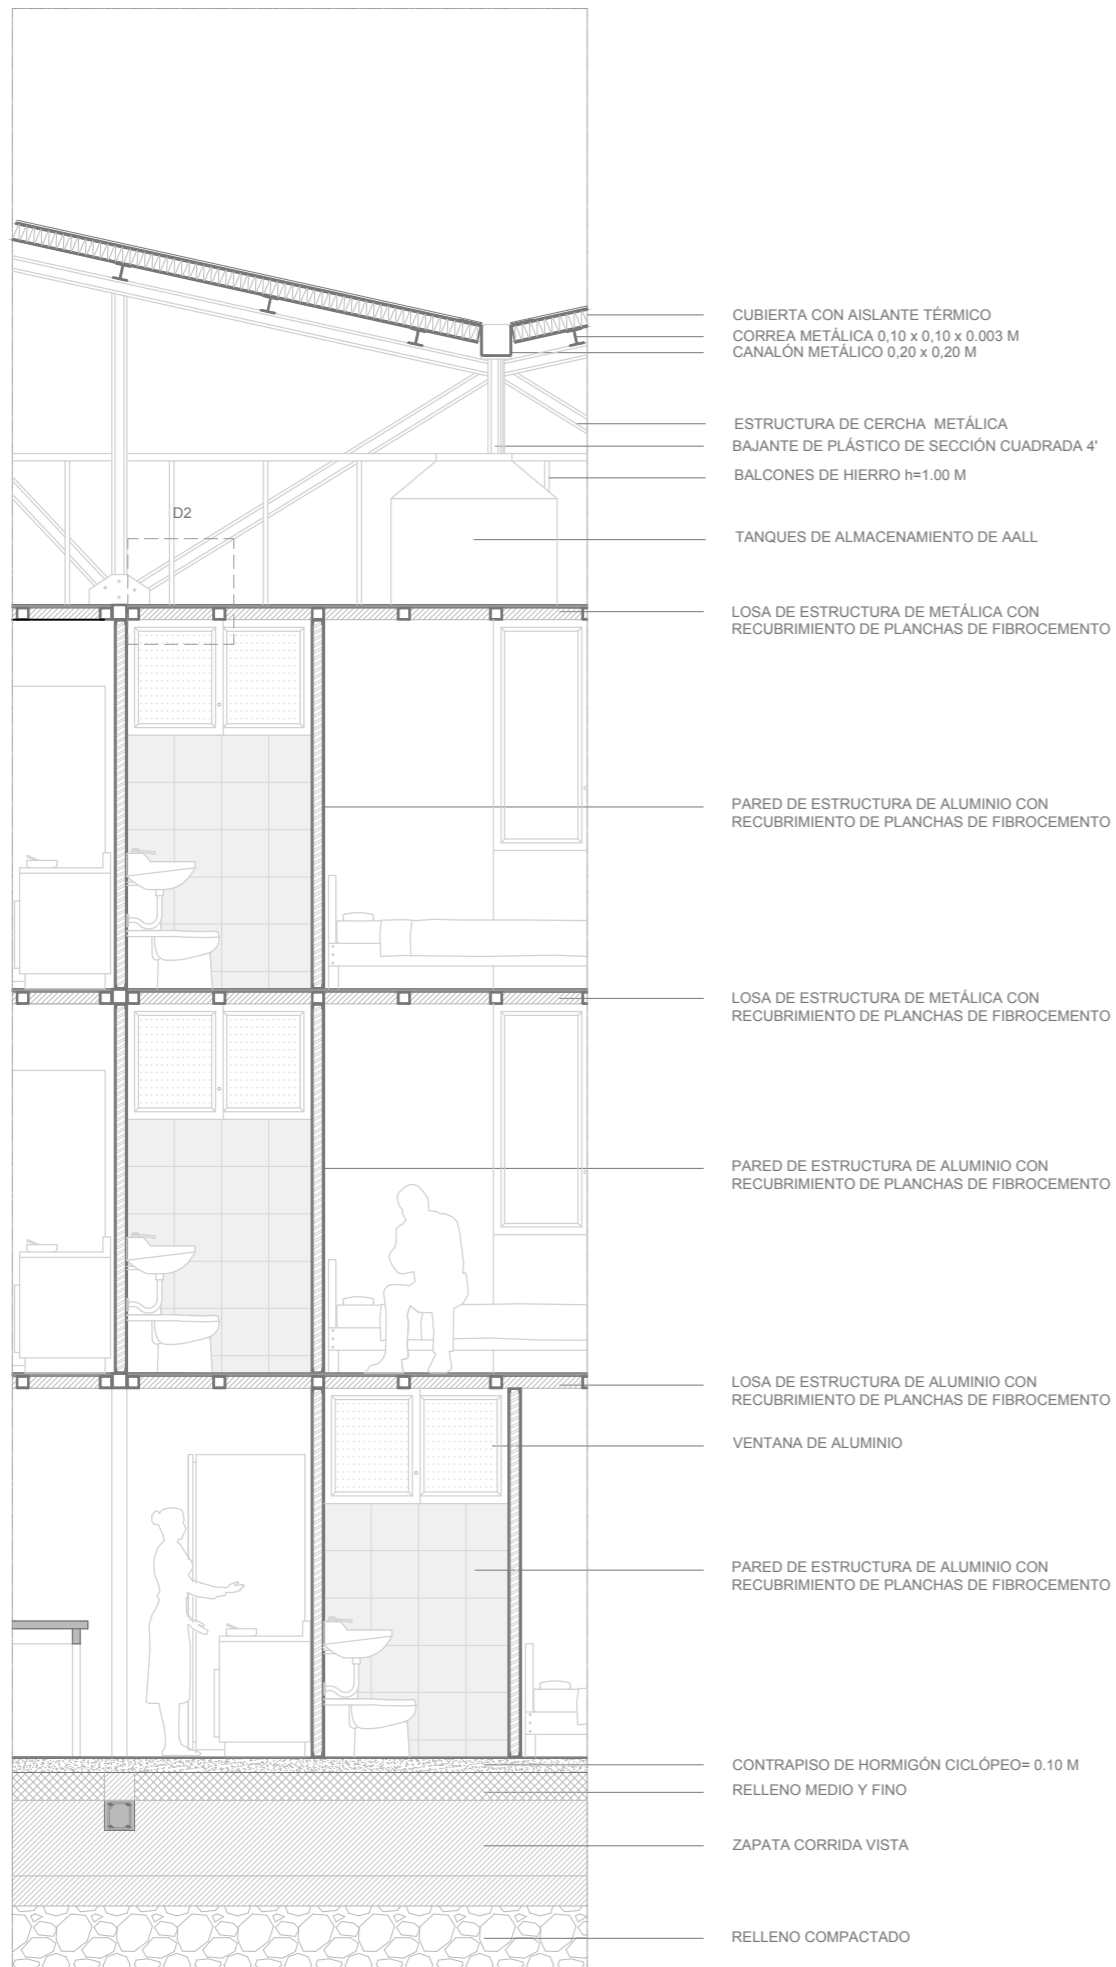 CUBIERTA CON AISLANTE TÉRMICO
CORREA METÁLICA 0,10 x 0,10 x 0.003 M
CANALÓN METÁLICO 0,20 x 0,20 M
ESTRUCTURA DE CERCHA METÁLICA
BAJANTE DE PLÁSTICO DE SECCIÓN CUADRADA 4'
BALCONES DE HIERRO h=1.00 M
D2
TANQUES DE ALMACENAMIENTO DE AALL
LOSA DE ESTRUCTURA DE METÁLICA CON
RECUBRIMIENTO DE PLANCHAS DE FIBROCEMENTO
PARED DE ESTRUCTURA DE ALUMINIO CON
RECUBRIMIENTO DE PLANCHAS DE FIBROCEMENTO
LOSA DE ESTRUCTURA DE METÁLICA CON
RECUBRIMIENTO DE PLANCHAS DE FIBROCEMENTO
PARED DE ESTRUCTURA DE ALUMINIO CON
RECUBRIMIENTO DE PLANCHAS DE FIBROCEMENTO
LOSA DE ESTRUCTURA DE ALUMINIO CON
RECUBRIMIENTO DE PLANCHAS DE FIBROCEMENTO
VENTANA DE ALUMINIO
PARED DE ESTRUCTURA DE ALUMINIO CON
RECUBRIMIENTO DE PLANCHAS DE FIBROCEMENTO
CONTRAPISO DE HORMIGÓN CICLÓPEO= 0.10 M
RELLENO MEDIO Y FINO
ZAPATA CORRIDA VISTA
RELLENO COMPACTADO